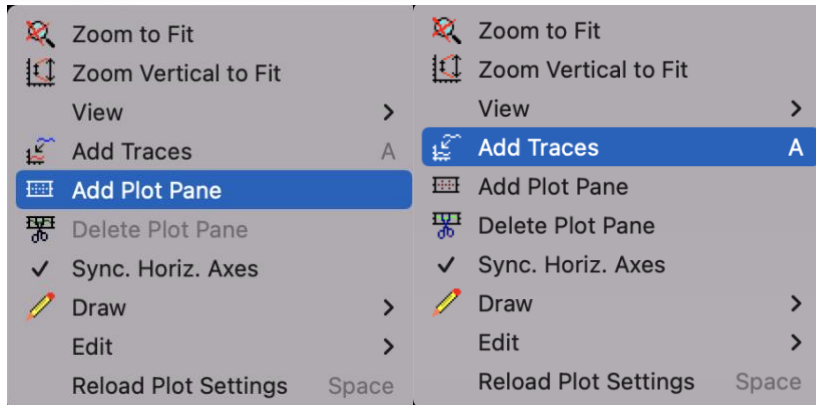 Zoom to Fit
Zoom Vertical to Fit
View
Add Traces A
Add Plot Pane
Delete Plot Pane
Sync. Horiz. Axes
Draw
Edit
Reload Plot Settings Space
Zoom to Fit
Zoom Vertical to Fit
View
Add Traces A
Add Plot Pane
Delete Plot Pane
Sync. Horiz. Axes
Draw
Edit
Reload Plot Settings Space